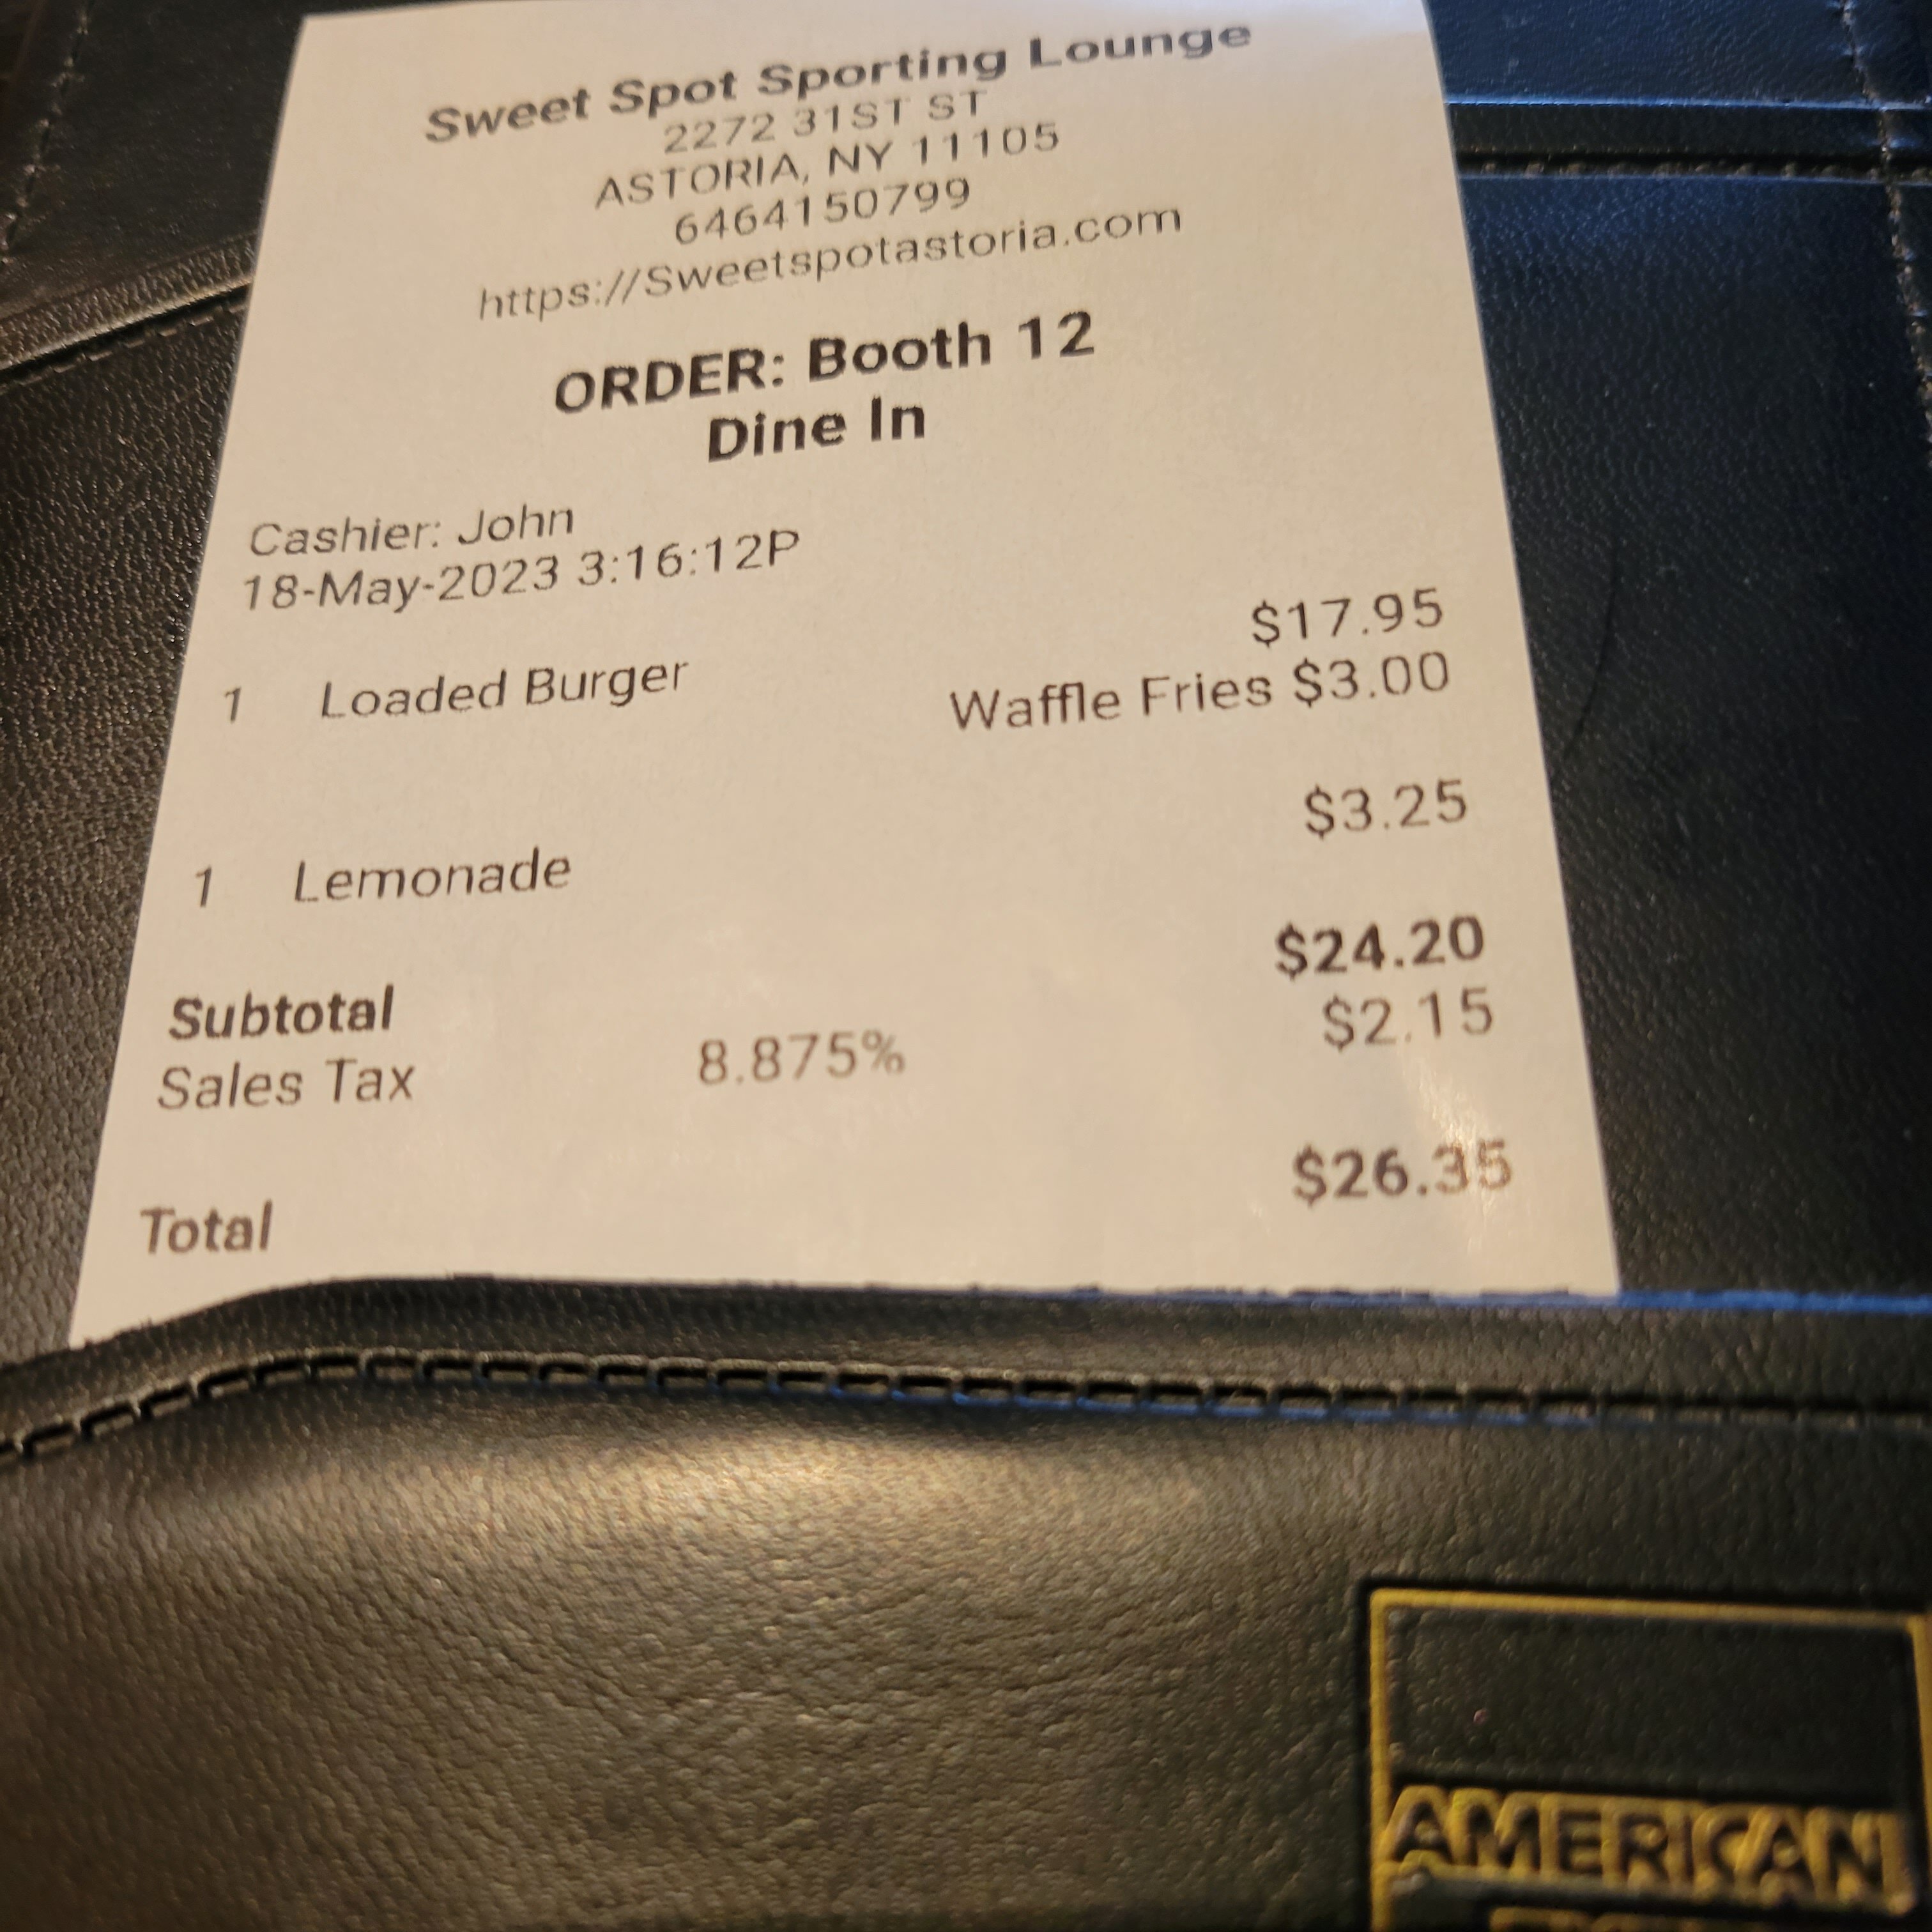 Sweet Spot Sporting Lounge
2272 31ST ST
ASTORIA, NY 11105
6464150799
https://Sweetspotastoria.com
ORDER: Booth 12
Dine In
Cashier: John
18-May-2023 3:16:12P
1 Loaded Burger $17.95
Waffle Fries $3.00
1 Lemonade $3.25
Subtotal $24.20
Sales Tax 8.875% $2.15
Total $26.35
AMERICAN